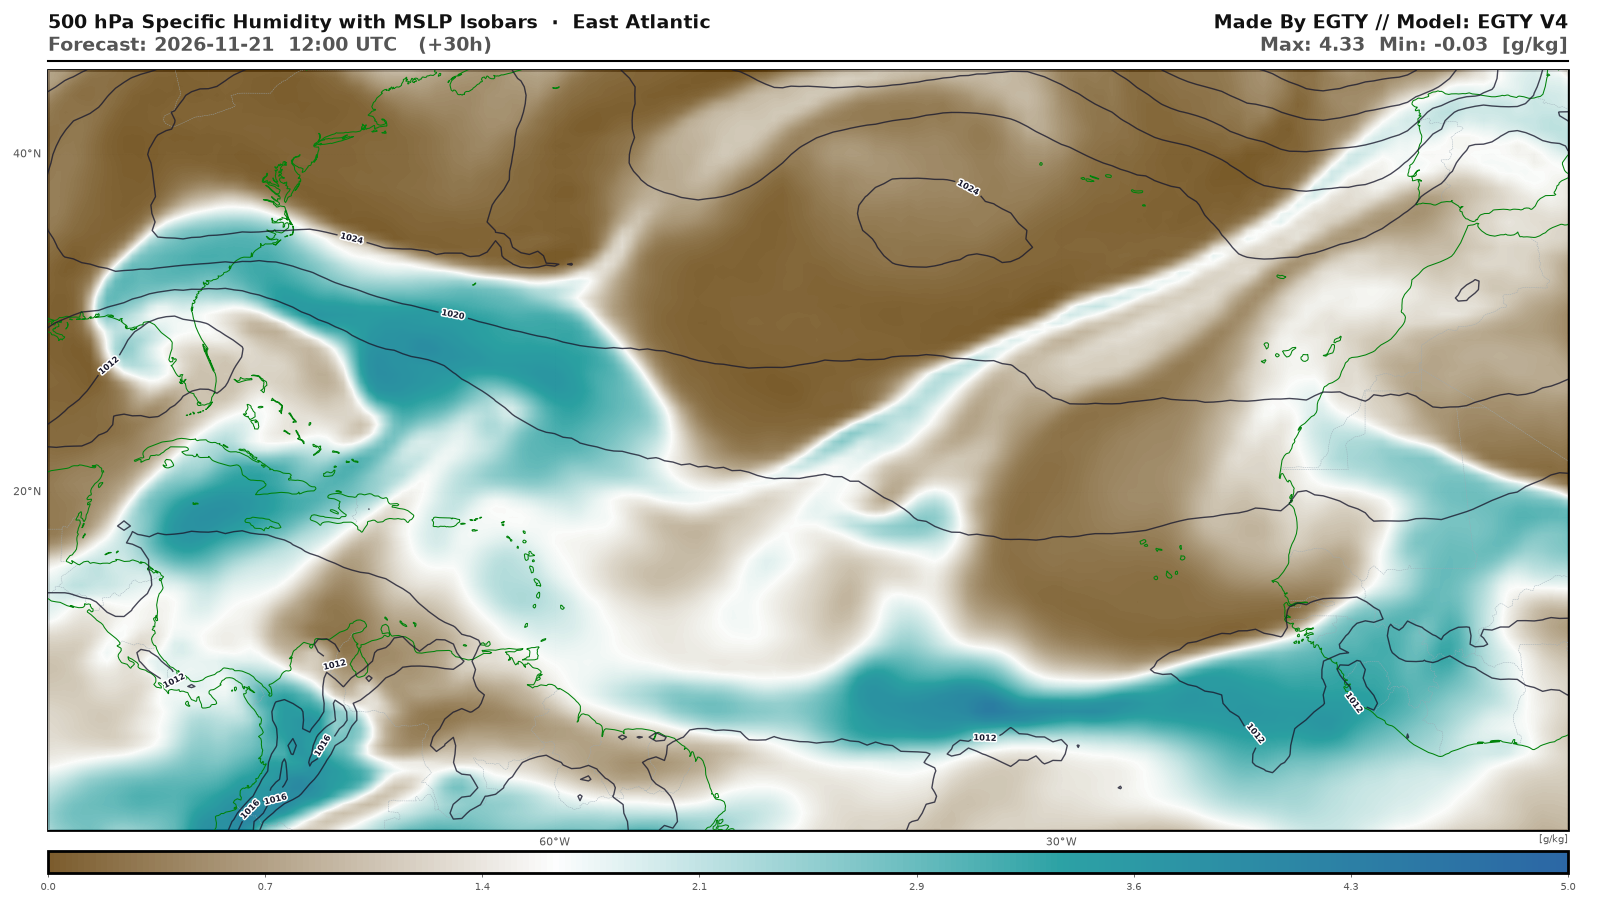 500 hPa Specific Humidity with MSLP Isobars · East Atlantic
Made By EGTY // Model: EGTY V4
Forecast: 2026-11-21 12:00 UTC (+30h)
Max: 4.33 Min: -0.03 [g/kg]
40°N
1024
1024
1020
1012
20°N
1012
1012
1012
1012
1012
1016
1016
1016
60°W
30°W
[g/kg]
0.0
0.7
1.4
2.1
2.9
3.6
4.3
5.0